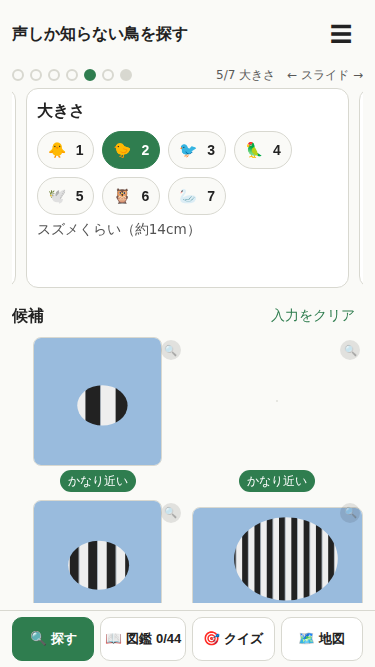 声しか知らない鳥を探す
5/7 大きさ ← スライド →
大きさ
1
2
3
4
5
6
7
スズメくらい（約14cm）
候補
入力をクリア
かなり近い
かなり近い
探す
図鑑 0/44
クイズ
地図